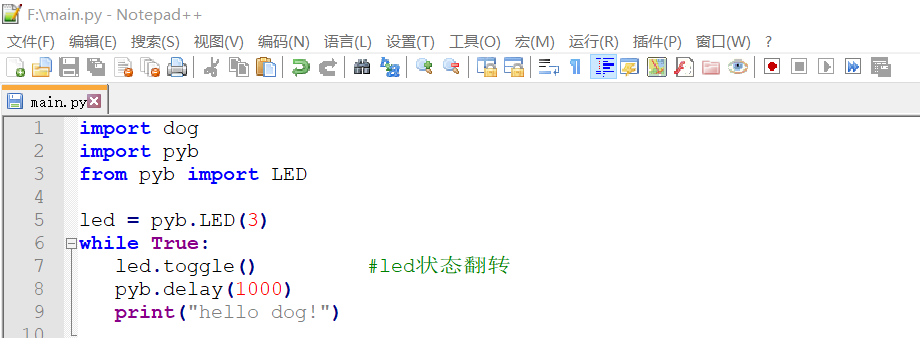 F:\main.py - Notepad++
文件(F) 编辑(E) 搜索(S) 视图(V) 编码(N) 语言(L) 设置(T) 工具(O) 宏(M) 运行(R) 插件(P) 窗口(W) ?
main.py
1 import dog
2 import pyb
3 from pyb import LED
4
5 led = pyb.LED(3)
6 while True:
7 led.toggle() #led状态翻转
8 pyb.delay(1000)
9 print("hello dog!")
10